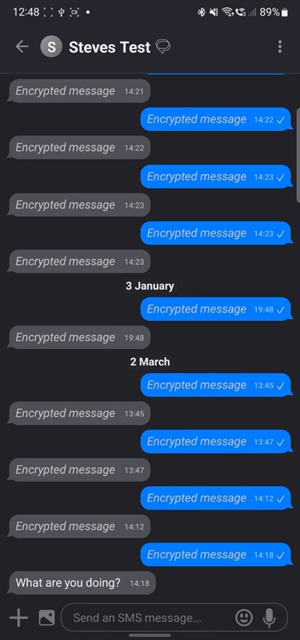 12:48 89%
Steves Test
Encrypted message 14:21
Encrypted message 14:22
Encrypted message 14:22
Encrypted message 14:23
Encrypted message 14:23
Encrypted message 14:23
Encrypted message 14:23
3 January
Encrypted message 19:48
Encrypted message 19:48
2 March
Encrypted message 13:45
Encrypted message 13:45
Encrypted message 13:47
Encrypted message 13:47
Encrypted message 14:12
Encrypted message 14:12
Encrypted message 14:18
What are you doing? 14:18
Send an SMS message...